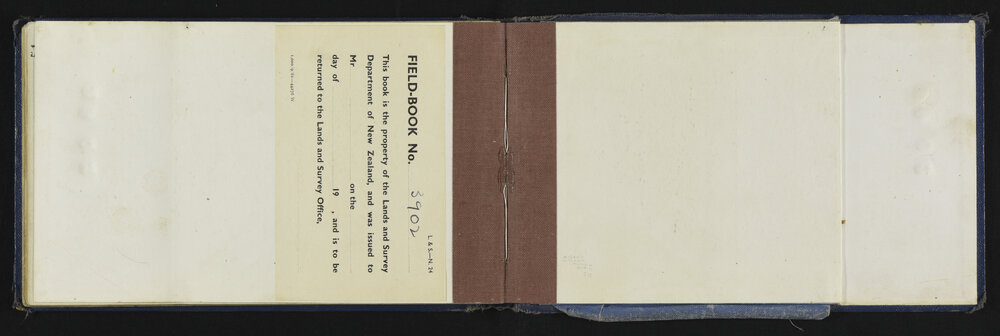 L. & S.—N. 24
FIELD-BOOK No. 3902
This book is the property of the Lands and Survey
Department of New Zealand, and was issued to
Mr. on the
day of 19 , and is to be
returned to the Lands and Survey Office,